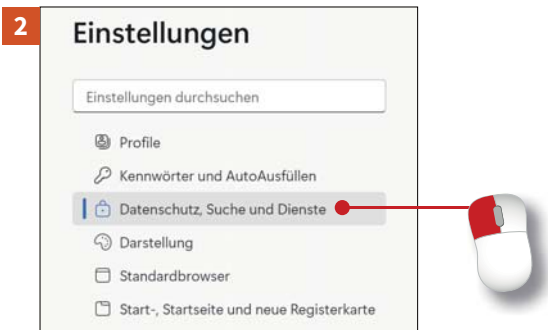 2
Einstellungen
Einstellungen durchsuchen
Profile
Kennwörter und AutoAusfüllen
Datenschutz, Suche und Dienste
Darstellung
Standardbrowser
Start-, Startseite und neue Registerkarte